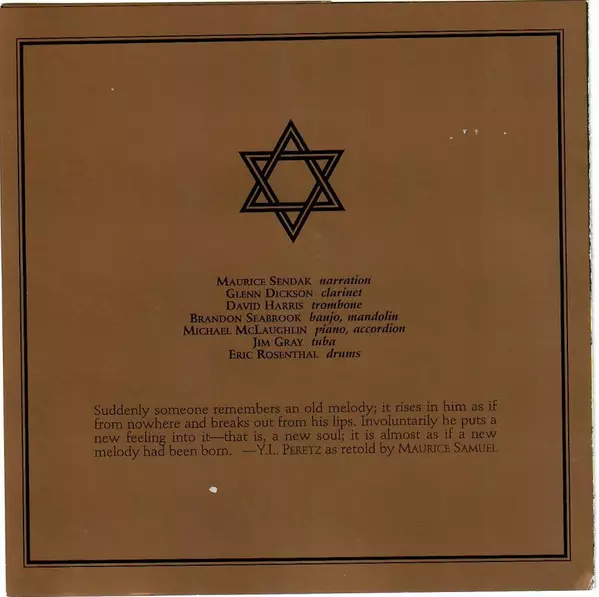 MAURICE SENDAK narration
GLENN DICKSON clarinet
DAVID HARRIS trombone
BRANDON SEABROOK banjo, mandolin
MICHAEL MCLAUGHLIN piano, accordion
JIM GRAY tuba
ERIC ROSENTHAL drums
Suddenly someone remembers an old melody; it rises in him as if
from nowhere and breaks out from his lips. Involuntarily he puts a
new feeling into it—that is, a new soul; it is almost as if a new
melody had been born. —Y.L. PERETZ as retold by MAURICE SAMUEL